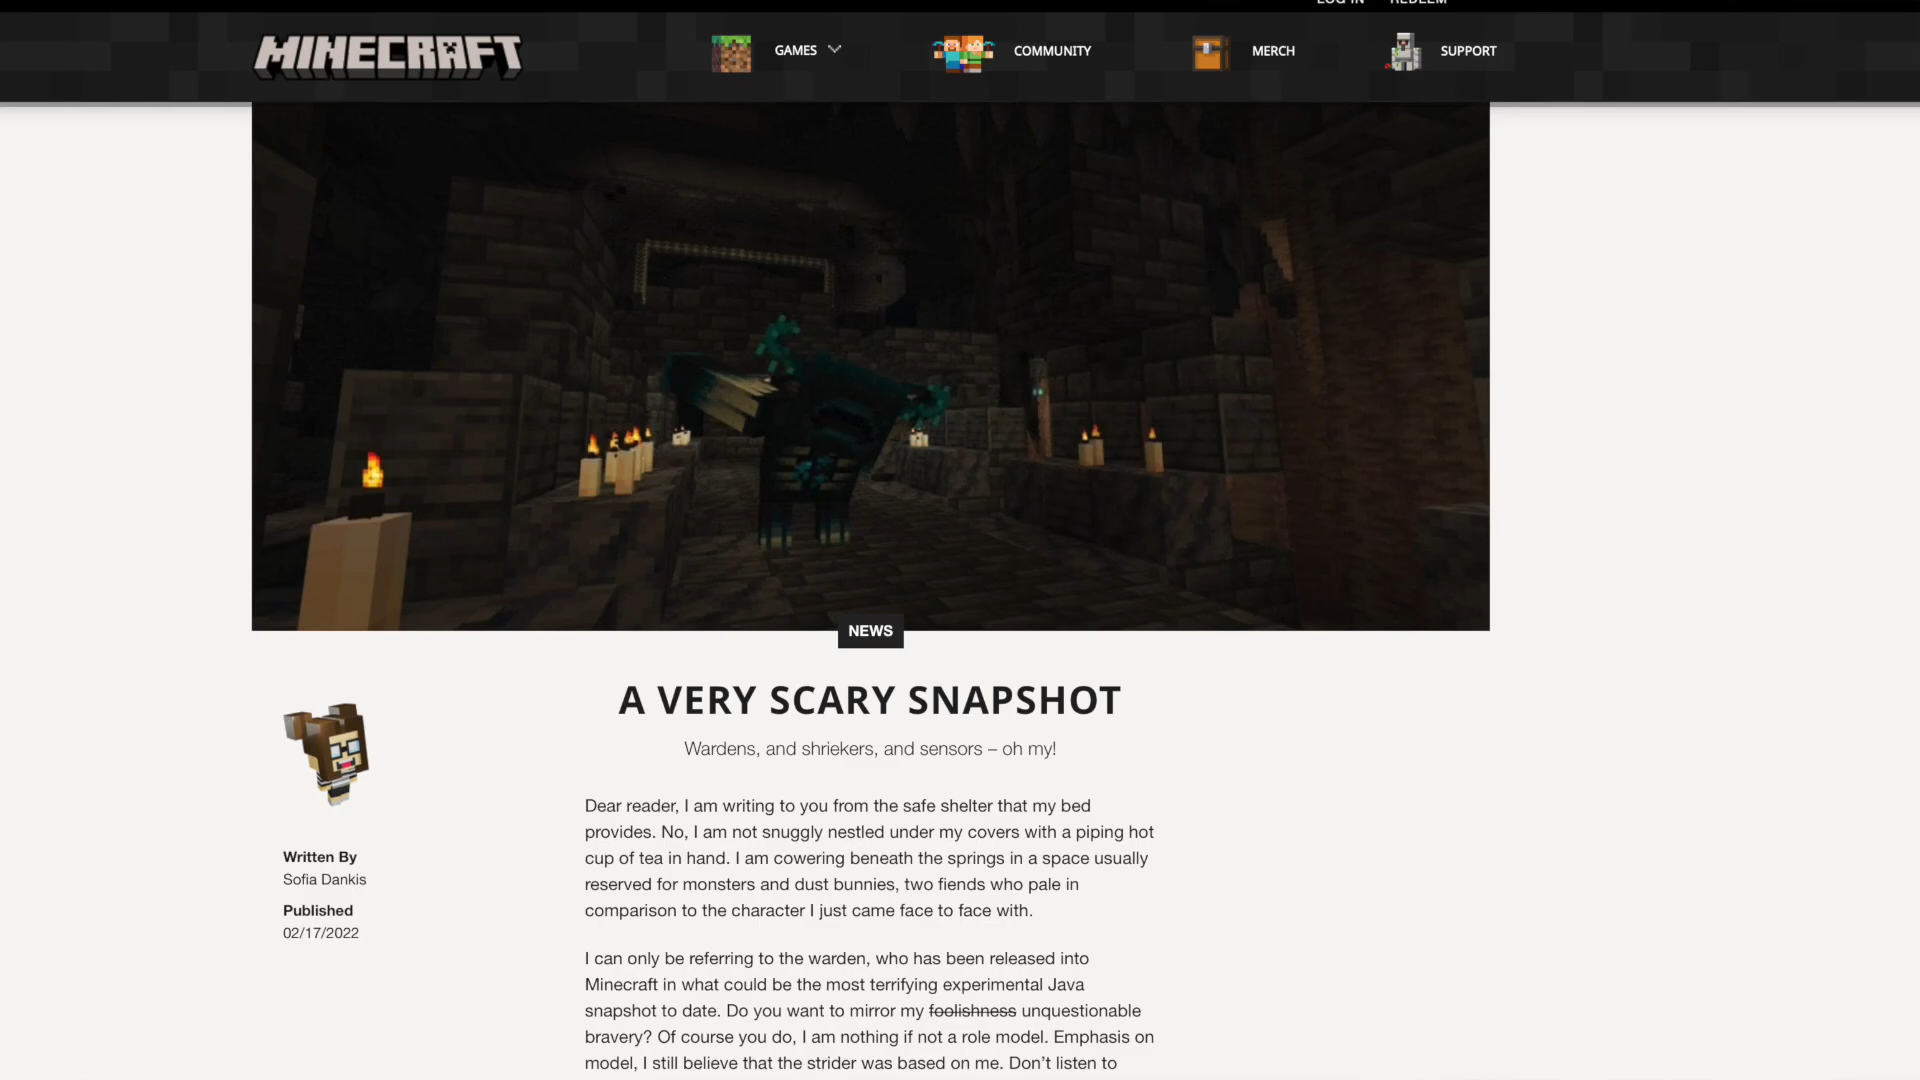 LOG IN REDEEM
MINECRAFT
GAMES
COMMUNITY
MERCH
SUPPORT
NEWS
A VERY SCARY SNAPSHOT
Wardens, and shriekers, and sensors – oh my!
Written By
Sofia Dankis
Published
02/17/2022
Dear reader, I am writing to you from the safe shelter that my bed
provides. No, I am not snuggly nestled under my covers with a piping hot
cup of tea in hand. I am cowering beneath the springs in a space usually
reserved for monsters and dust bunnies, two fiends who pale in
comparison to the character I just came face to face with.
I can only be referring to the warden, who has been released into
Minecraft in what could be the most terrifying experimental Java
snapshot to date. Do you want to mirror my foolishness unquestionable
bravery? Of course you do, I am nothing if not a role model. Emphasis on
model, I still believe that the strider was based on me. Don’t listen to